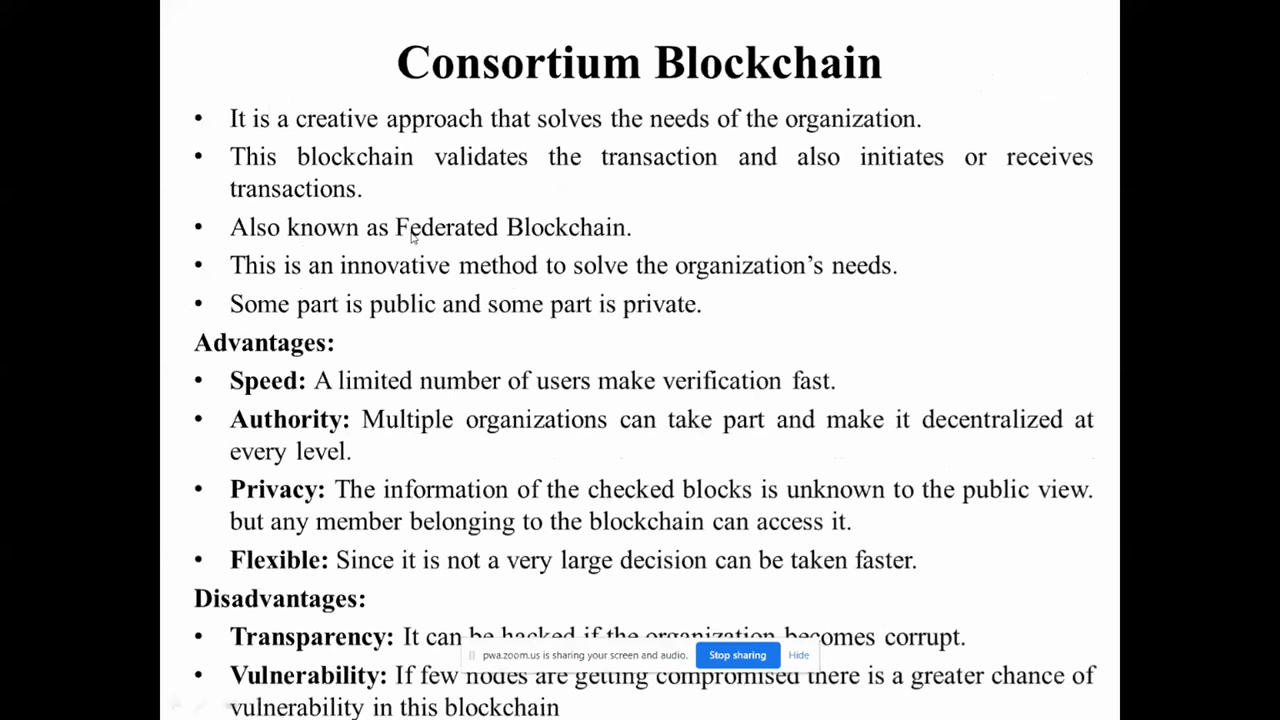 Consortium Blockchain
• It is a creative approach that solves the needs of the organization.
• This blockchain validates the transaction and also initiates or receives
transactions.
• Also known as Federated Blockchain.
• This is an innovative method to solve the organization’s needs.
• Some part is public and some part is private.
Advantages:
• Speed: A limited number of users make verification fast.
• Authority: Multiple organizations can take part and make it decentralized at
every level.
• Privacy: The information of the checked blocks is unknown to the public view.
but any member belonging to the blockchain can access it.
• Flexible: Since it is not a very large decision can be taken faster.
Disadvantages:
• Transparency: It can be hacked if the organization becomes corrupt.
pwa.zoom.us is sharing your screen and audio. Stop sharing Hide
• Vulnerability: If few nodes are getting compromised there is a greater chance of
vulnerability in this blockchain